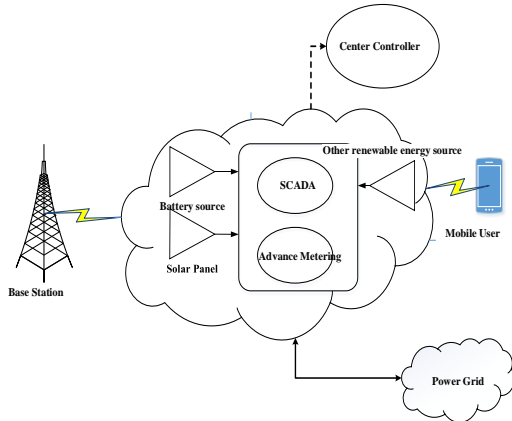 Center Controller
Other renewable energy source
SCADA
Battery source
Mobile User
Advance Metering
Solar Panel
Base Station
Power Grid